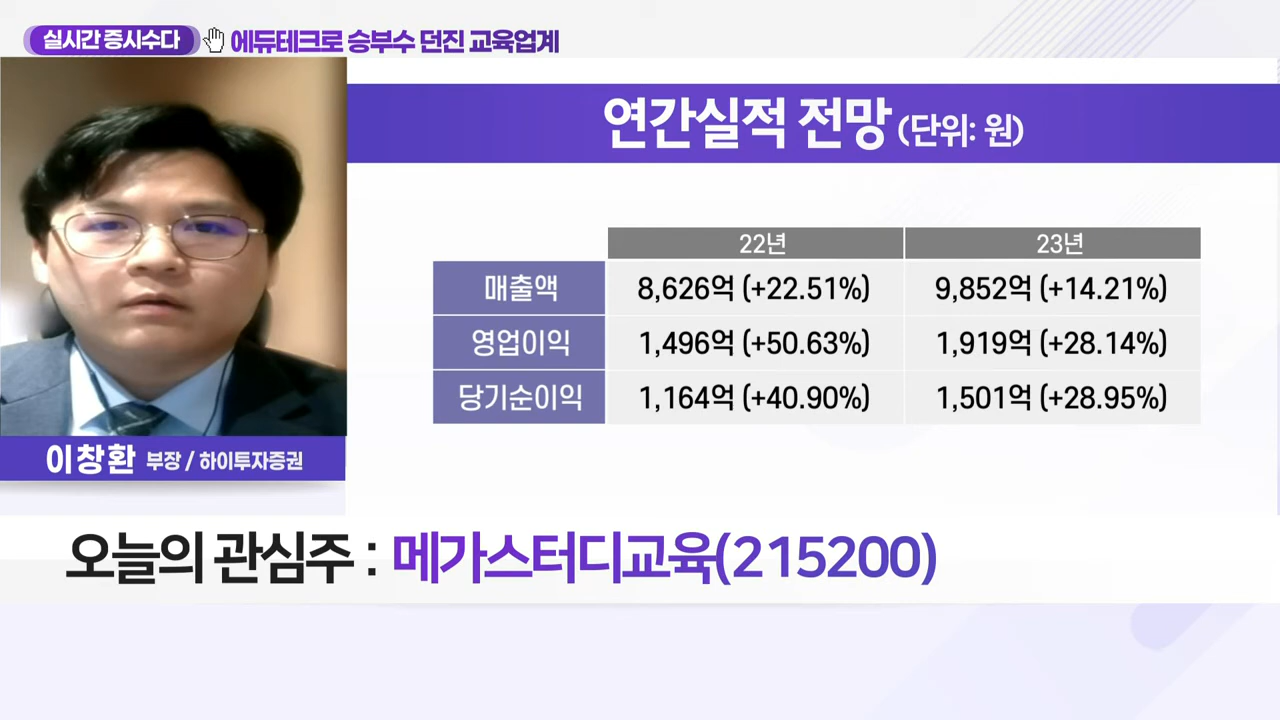 실시간 증시수다 에듀테크로 승부수 던진 교육업계
연간실적 전망 (단위: 원)
22년 23년
매출액 8,626억 (+22.51%) 9,852억 (+14.21%)
영업이익 1,496억 (+50.63%) 1,919억 (+28.14%)
당기순이익 1,164억 (+40.90%) 1,501억 (+28.95%)
이창환 부장 / 하이투자증권
오늘의 관심주 : 메가스터디교육(215200)